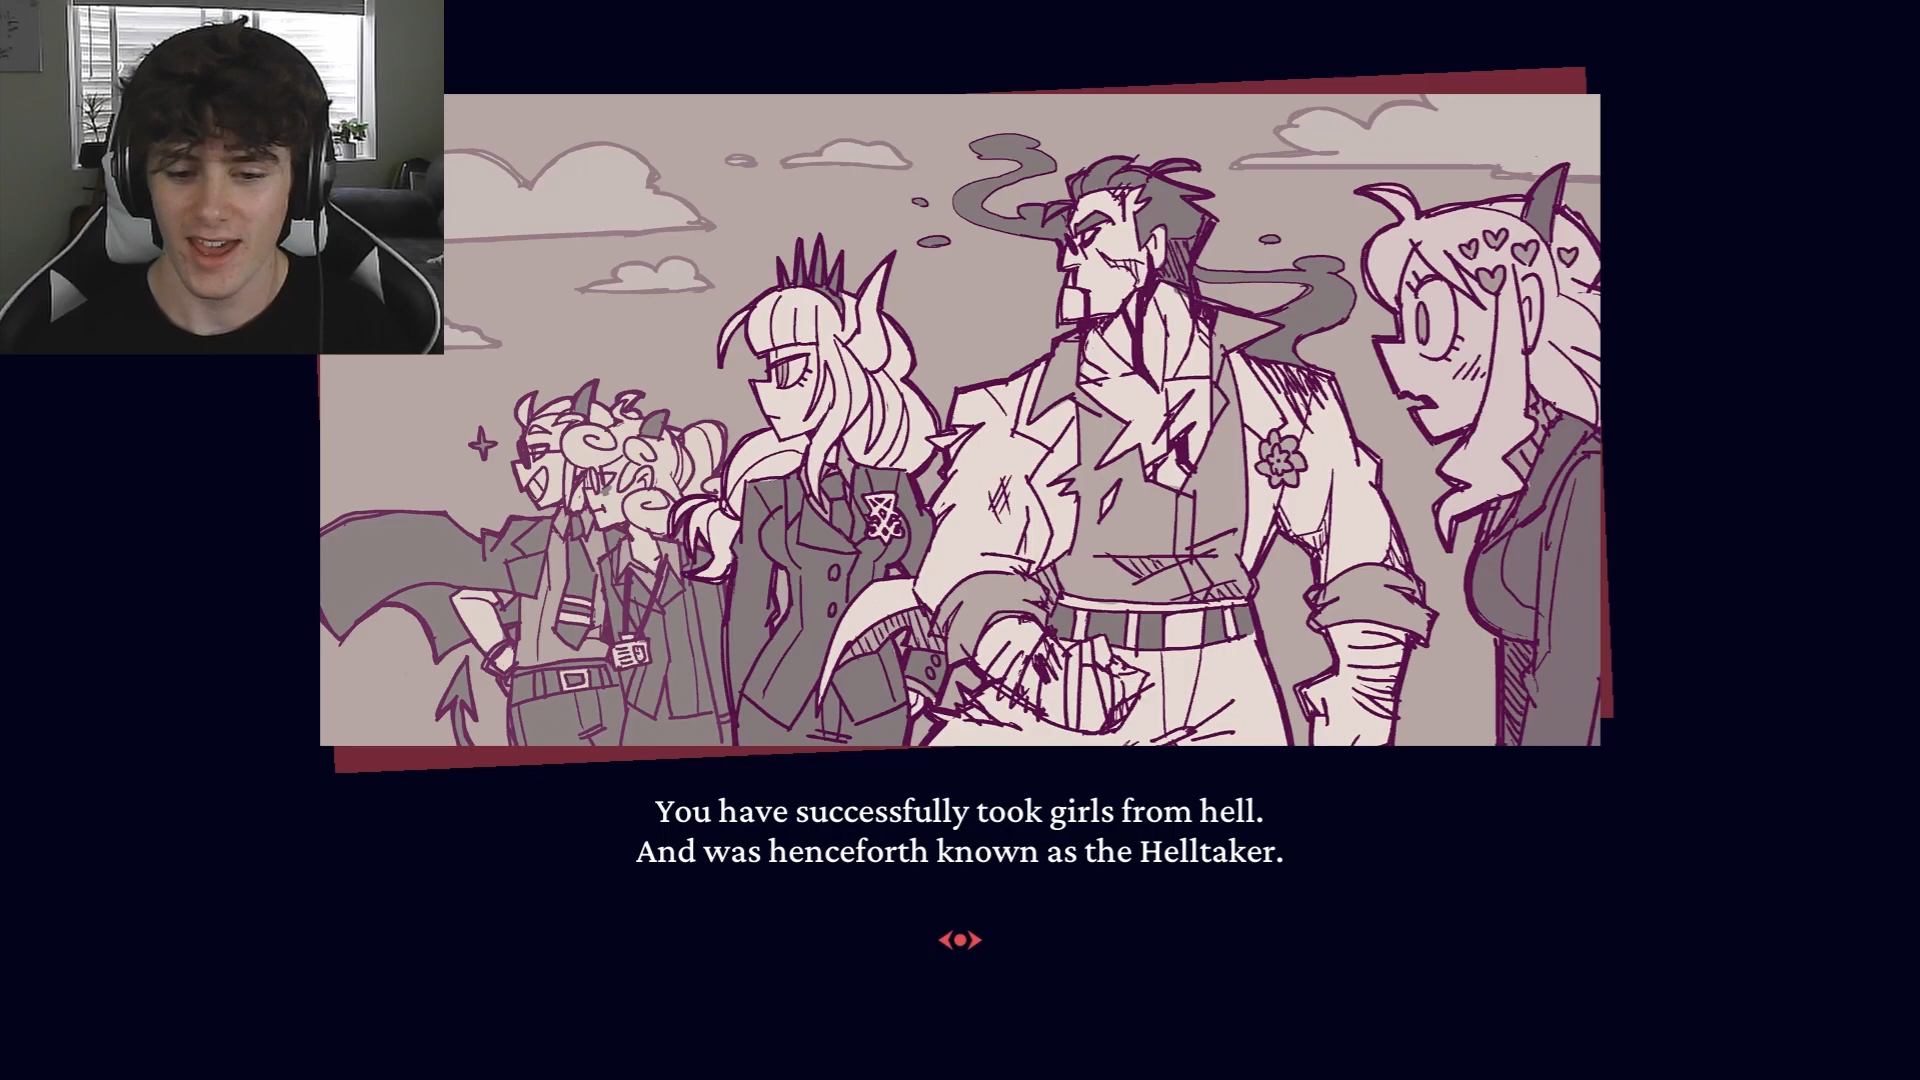 You have successfully took girls from hell.
And was henceforth known as the Helltaker.